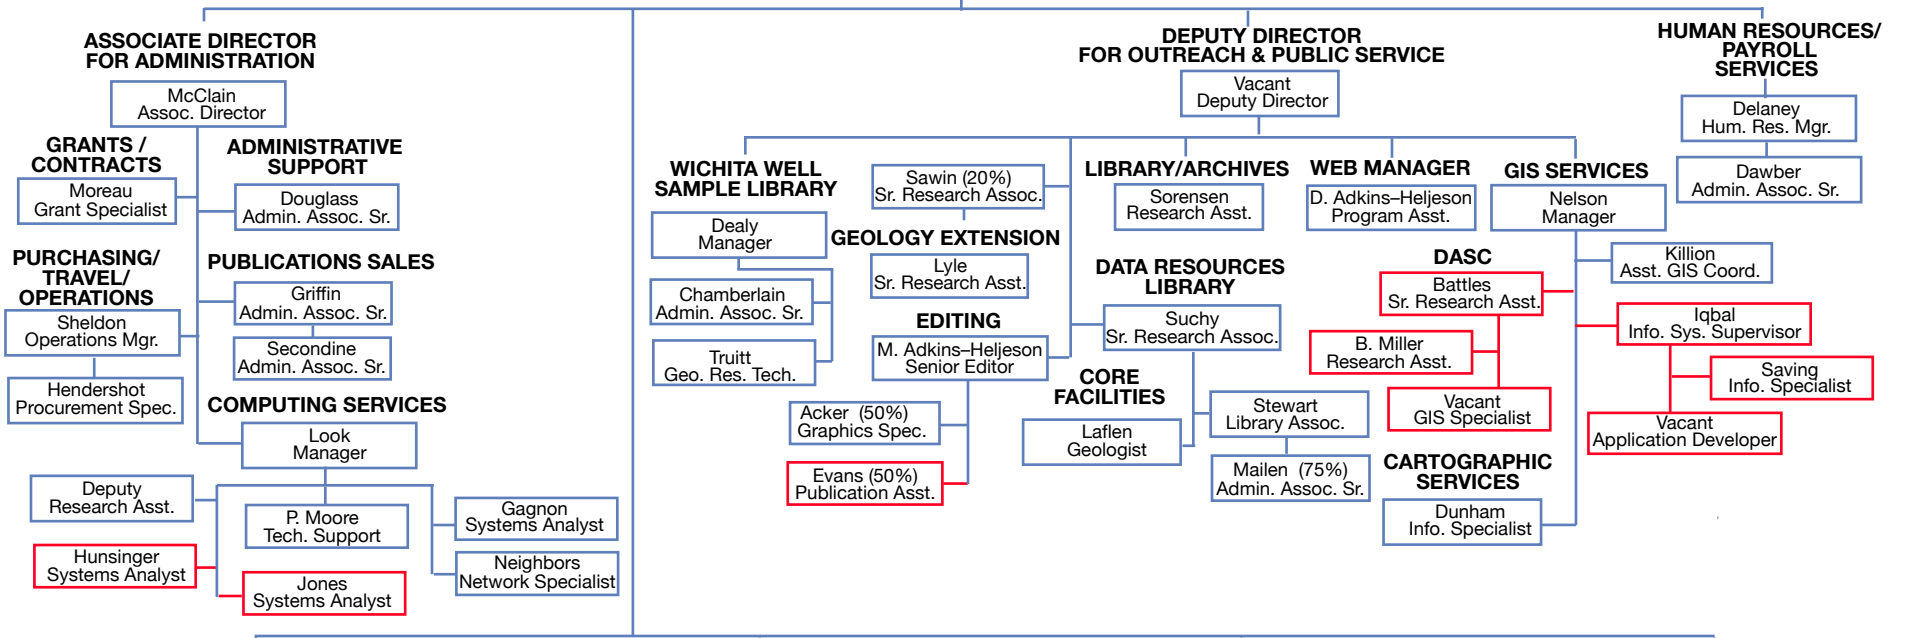 ASSOCIATE DIRECTOR
FOR ADMINISTRATION
McClain
Assoc. Director
GRANTS /
CONTRACTS
Moreau
Grant Specialist
ADMINISTRATIVE
SUPPORT
Douglass
Admin. Assoc. Sr.
PURCHASING/
TRAVEL/
OPERATIONS
Sheldon
Operations Mgr.
Hendershot
Procurement Spec.
PUBLICATIONS SALES
Griffin
Admin. Assoc. Sr.
Secondine
Admin. Assoc. Sr.
COMPUTING SERVICES
Look
Manager
Deputy
Research Asst.
Hunsinger
Systems Analyst
P. Moore
Tech. Support
Jones
Systems Analyst
Gagnon
Systems Analyst
Neighbors
Network Specialist
DEPUTY DIRECTOR
FOR OUTREACH & PUBLIC SERVICE
Vacant
Deputy Director
WICHITA WELL
SAMPLE LIBRARY
Dealy
Manager
Chamberlain
Admin. Assoc. Sr.
Truitt
Geo. Res. Tech.
Sawin (20%)
Sr. Research Assoc.
GEOLOGY EXTENSION
Lyle
Sr. Research Asst.
EDITING
M. Adkins–Heljeson
Senior Editor
Acker (50%)
Graphics Spec.
Evans (50%)
Publication Asst.
LIBRARY/ARCHIVES
Sorensen
Research Asst.
DATA RESOURCES
LIBRARY
Suchy
Sr. Research Assoc.
CORE
FACILITIES
Laflen
Geologist
Stewart
Library Assoc.
Mailen (75%)
Admin. Assoc. Sr.
WEB MANAGER
D. Adkins–Heljeson
Program Asst.
GIS SERVICES
Nelson
Manager
Killion
Asst. GIS Coord.
DASC
Battles
Sr. Research Asst.
B. Miller
Research Asst.
Vacant
GIS Specialist
Iqbal
Info. Sys. Supervisor
Saving
Info. Specialist
Vacant
Application Developer
CARTOGRAPHIC
SERVICES
Dunham
Info. Specialist
HUMAN RESOURCES/
PAYROLL
SERVICES
Delaney
Hum. Res. Mgr.
Dawber
Admin. Assoc. Sr.